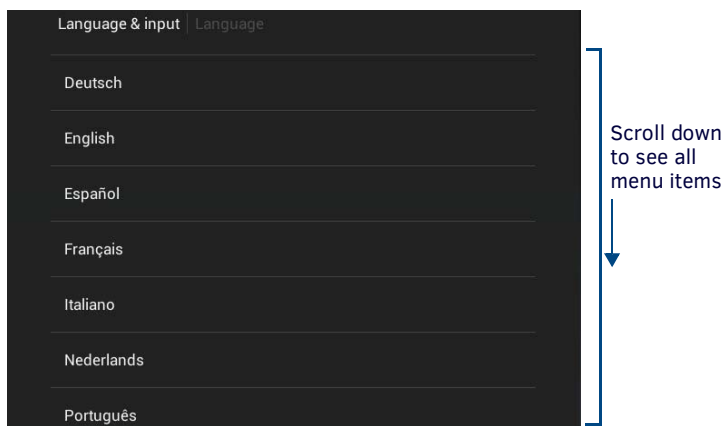 Language & input Language
Deutsch
English
Español
Français
Italiano
Nederlands
Português
Scroll down
to see all
menu items